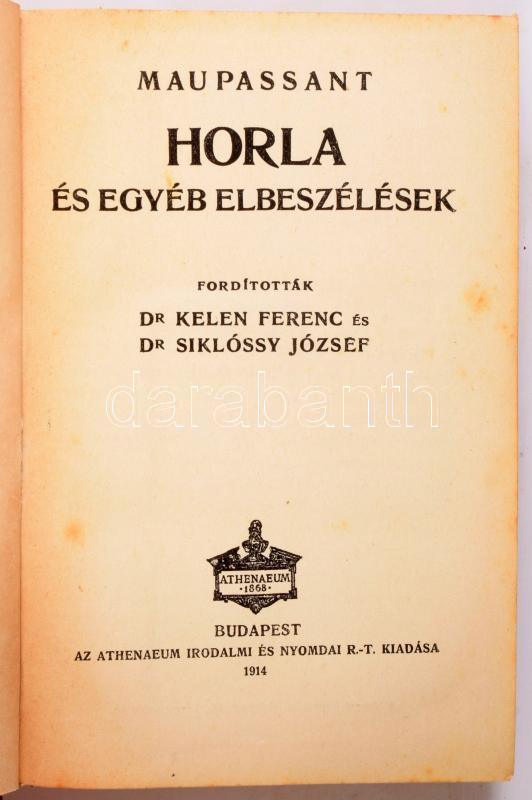 MAUPASSANT
HORLA
ÉS EGYÉB ELBESZÉLÉSEK
FORDÍTOTTÁK
DR KELEN FERENC ÉS
DR SIKLÓSSY JÓZSEF
darabanth
ATHENAEUM
·1868·
BUDAPEST
AZ ATHENAEUM IRODALMI ÉS NYOMDAI R.-T. KIADÁSA
1914